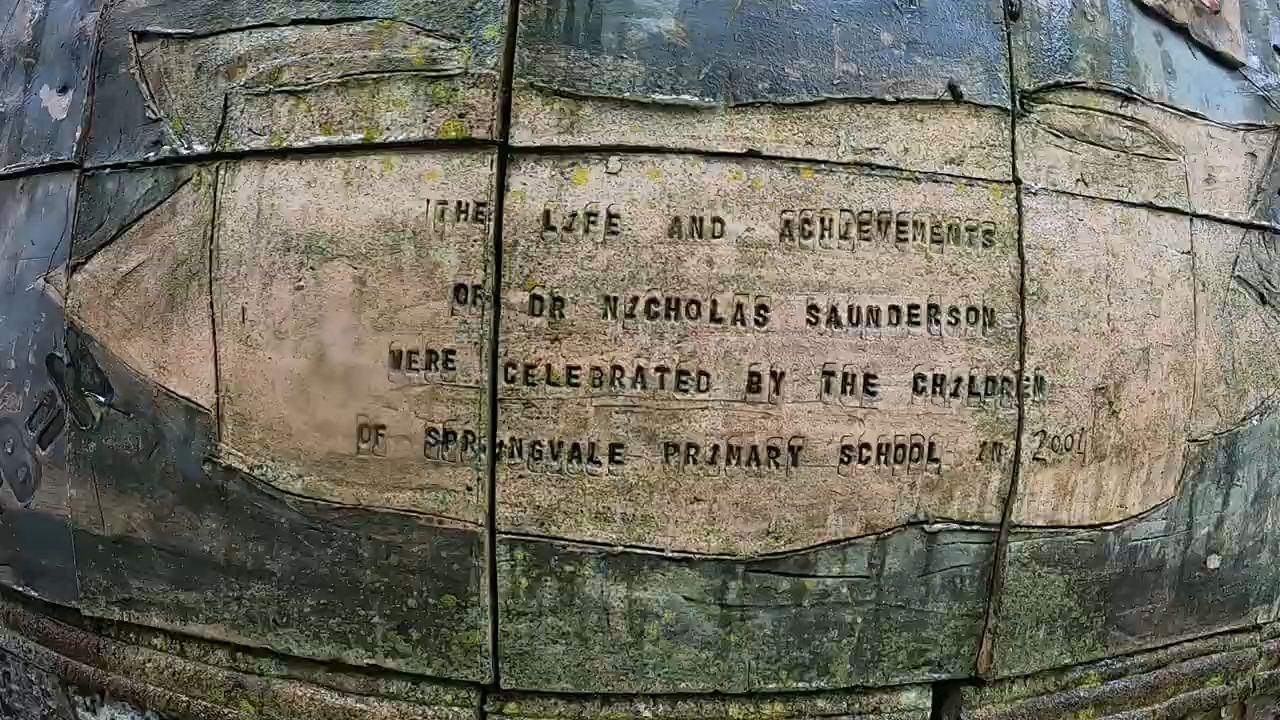 THE LIFE AND ACHIEVEMENTS
OF DR NICHOLAS SAUNDERSON
WERE CELEBRATED BY THE CHILDREN
OF SPRINGVALE PRIMARY SCHOOL IN 2001